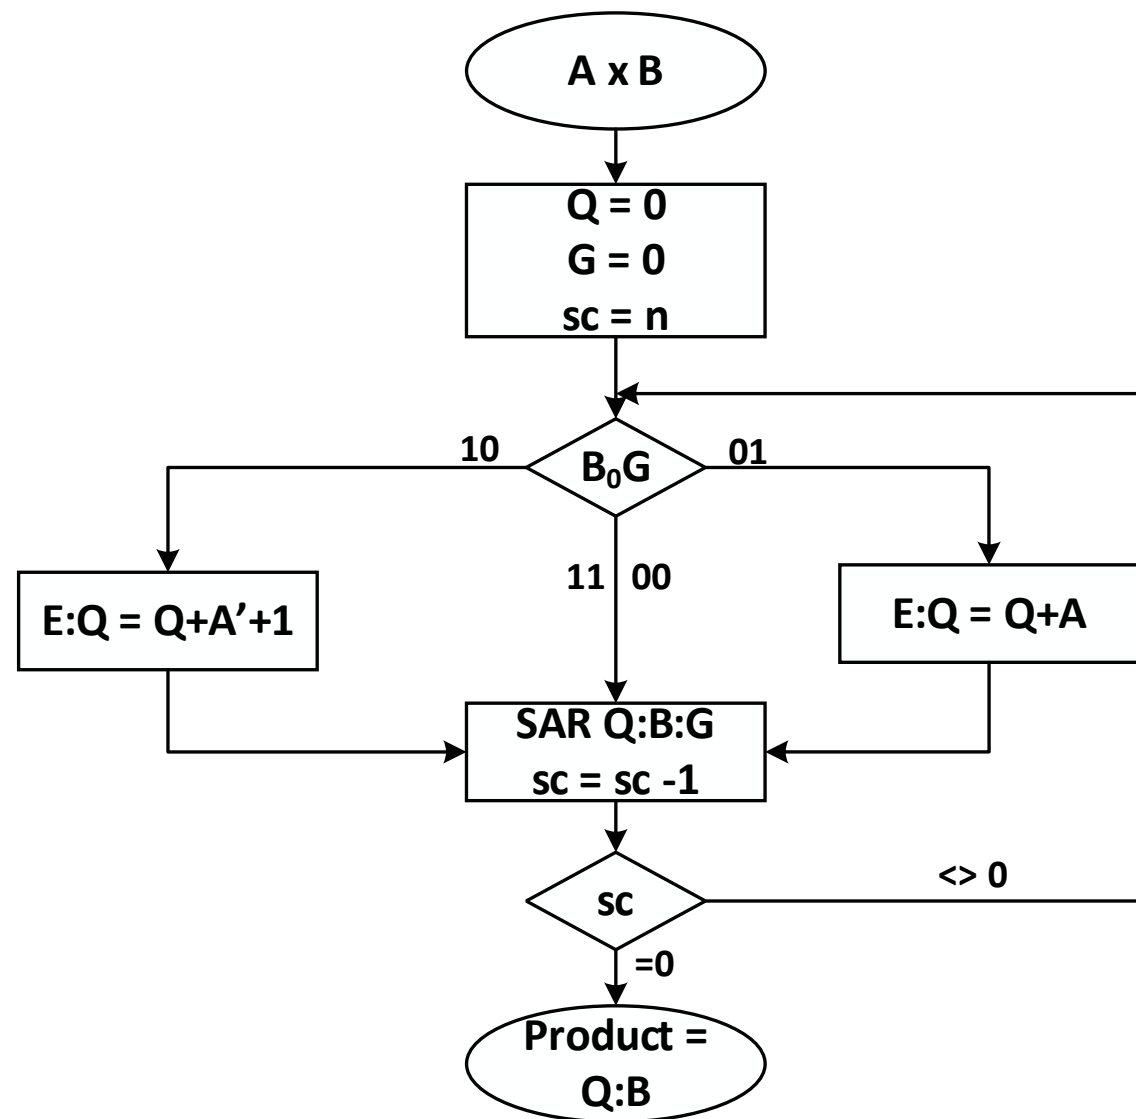 A x B
Q = 0
G = 0
sc = n
10
B₀G
01
11
00
E:Q = Q+A’+1
E:Q = Q+A
SAR Q:B:G
sc = sc -1
sc
<> 0
=0
Product =
Q:B